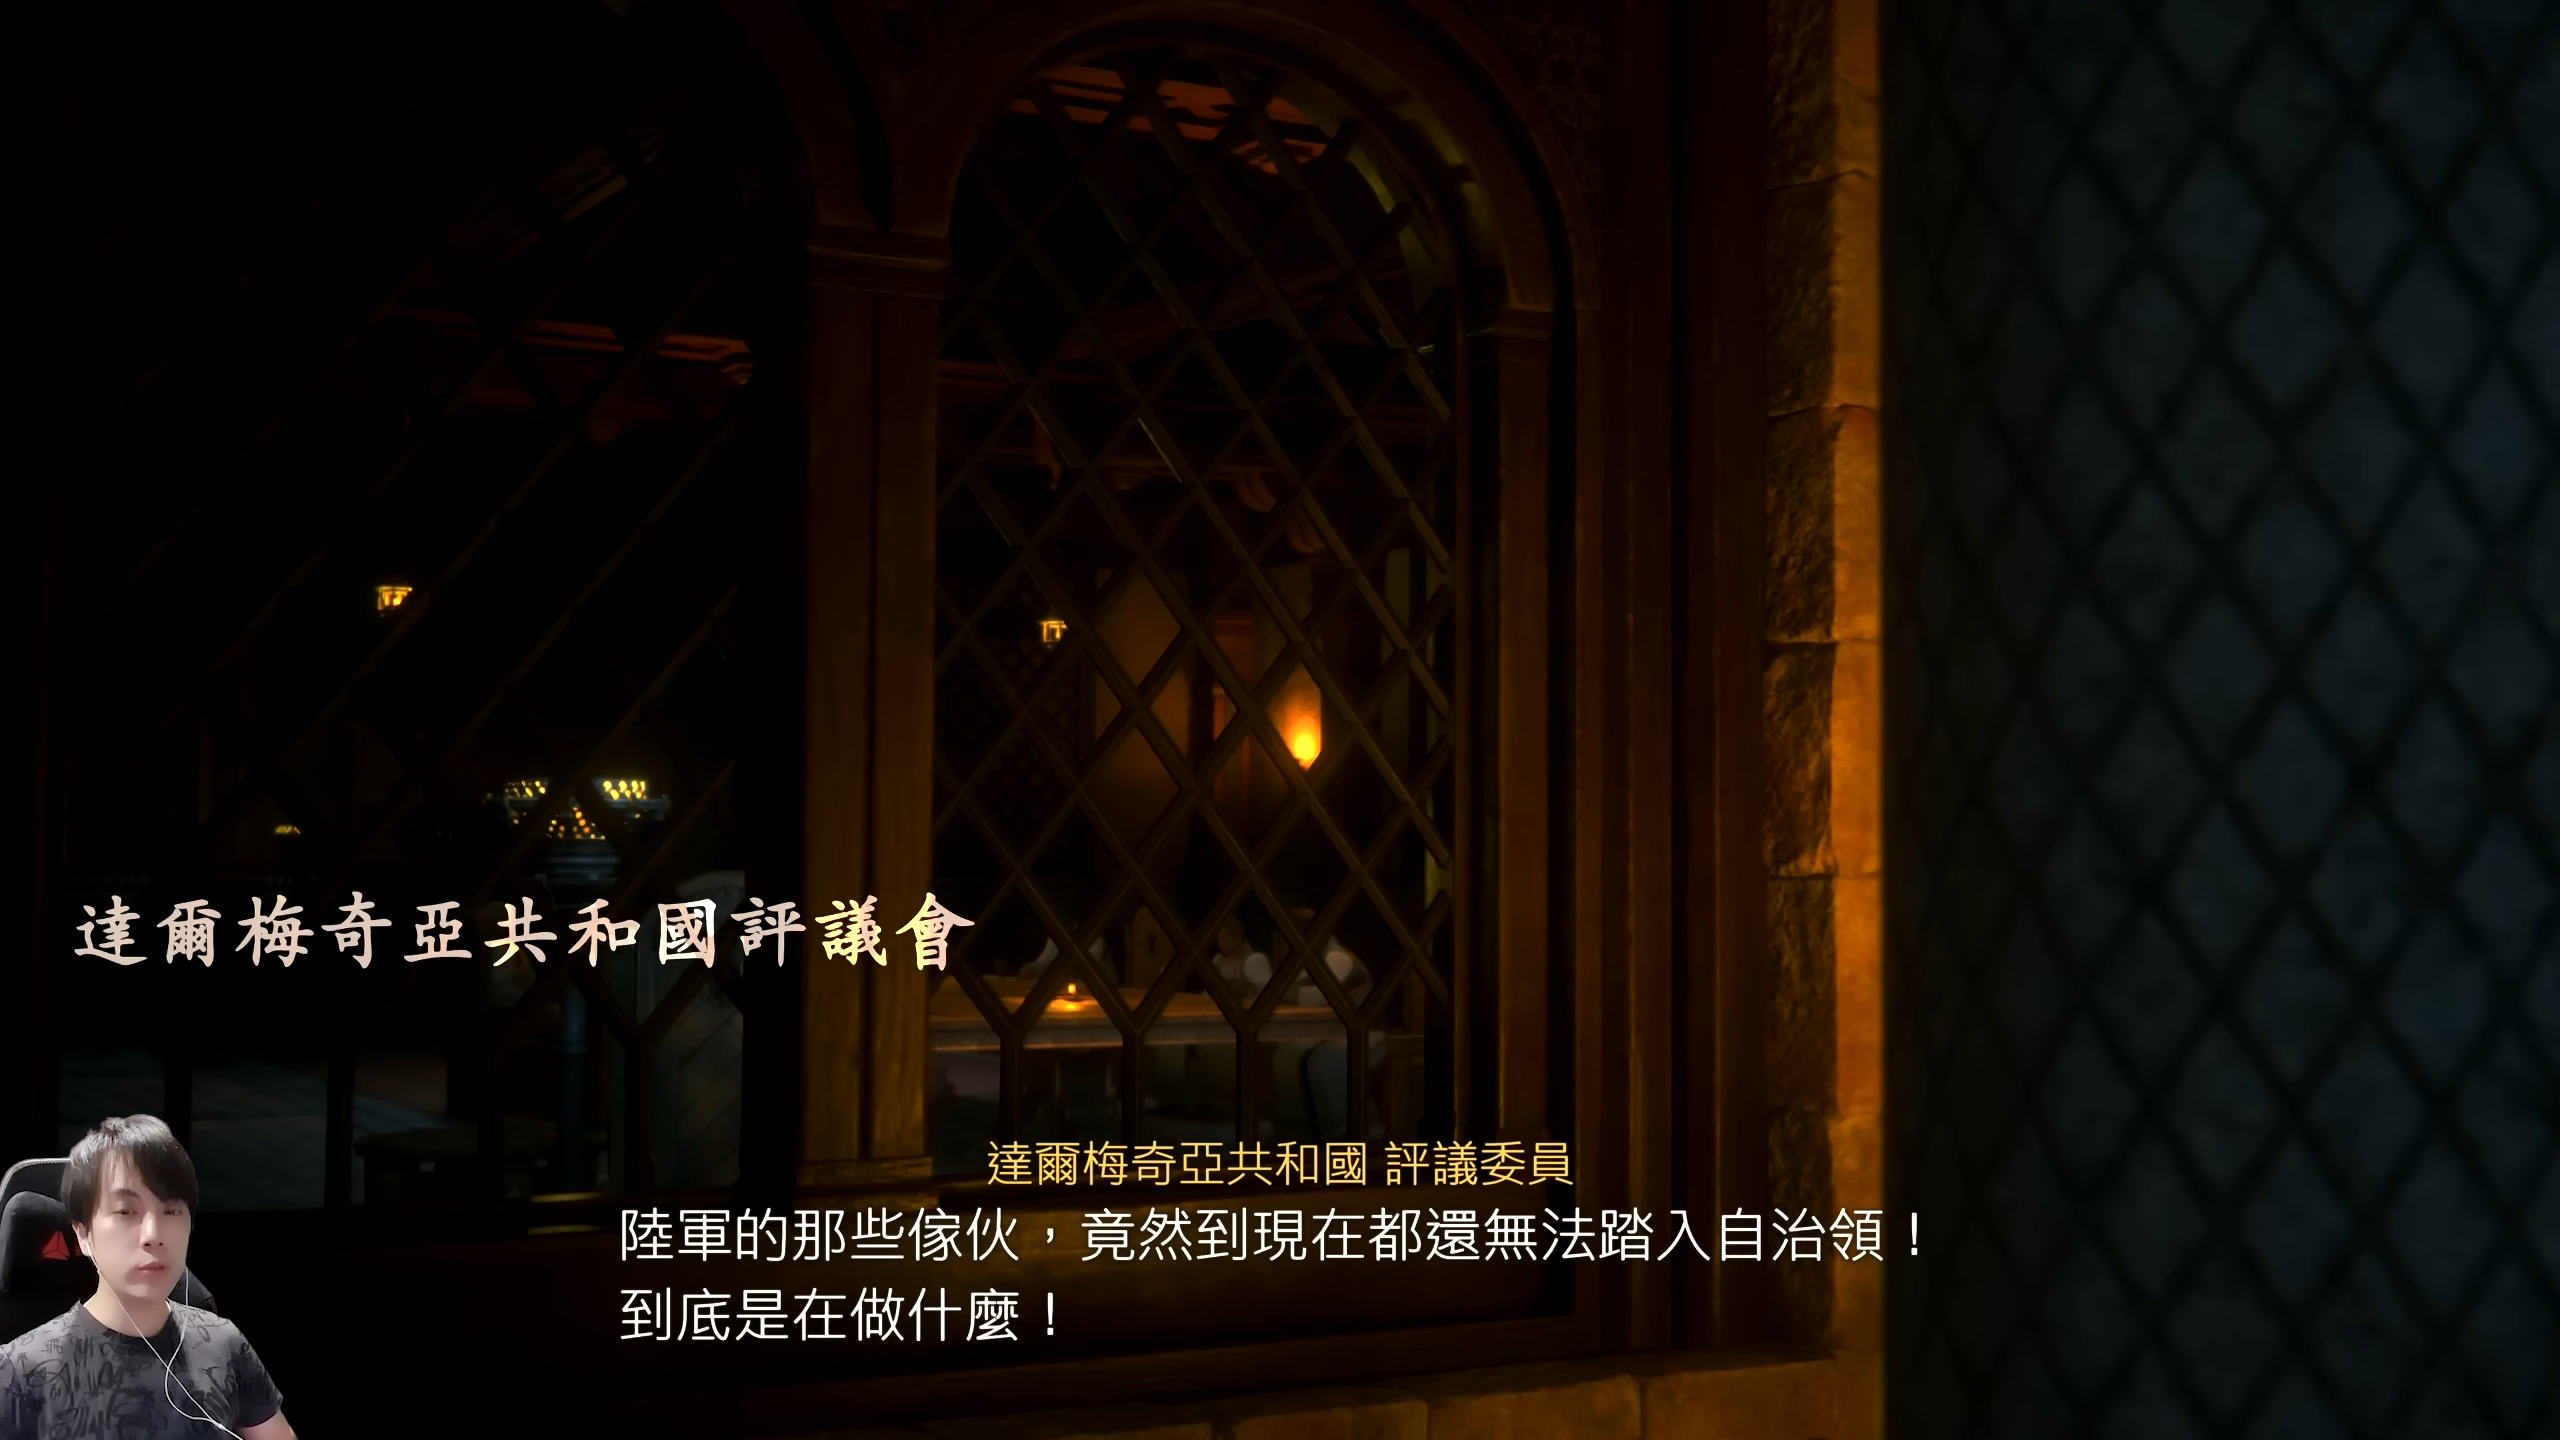 達爾梅奇亞共和國評議會
達爾梅奇亞共和國 評議委員
陸軍的那些傢伙，竟然到現在都還無法踏入自治領！
到底是在做什麼！